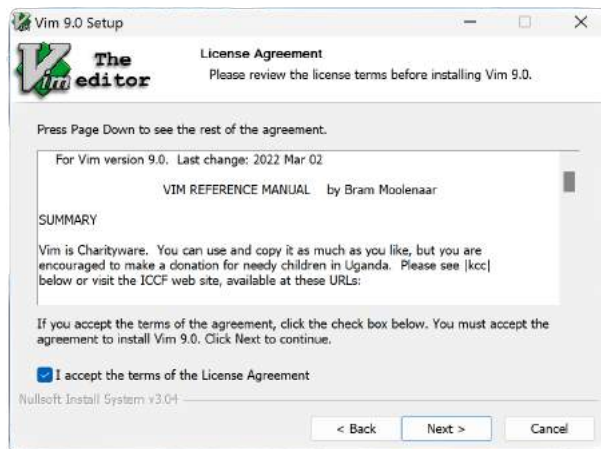 Vim 9.0 Setup
The
Vim editor
License Agreement
Please review the license terms before installing Vim 9.0.
Press Page Down to see the rest of the agreement.
For Vim version 9.0. Last change: 2022 Mar 02
VIM REFERENCE MANUAL by Bram Moolenaar
SUMMARY
Vim is Charityware. You can use and copy it as much as you like, but you are
encouraged to make a donation for needy children in Uganda. Please see |kcc|
below or visit the ICCF web site, available at these URLs:
If you accept the terms of the agreement, click the check box below. You must accept the
agreement to install Vim 9.0. Click Next to continue.
I accept the terms of the License Agreement
Nullsoft Install System v3.04
< Back Next > Cancel